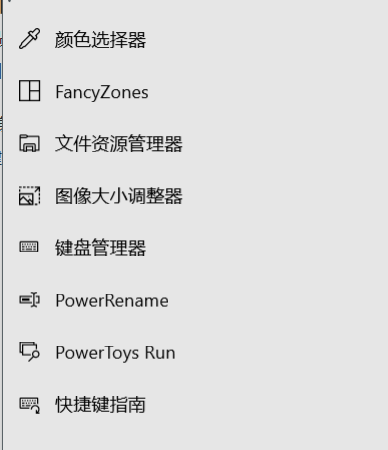 颜色选择器
FancyZones
文件资源管理器
图像大小调整器
键盘管理器
PowerRename
PowerToys Run
快捷键指南